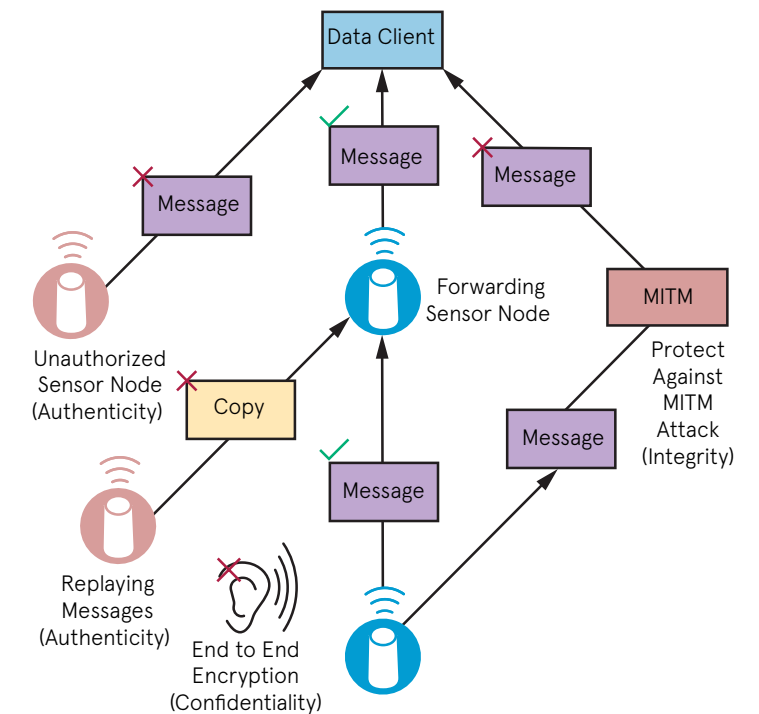 Data Client
Message
Message
Message
Forwarding
Sensor Node
MITM
Unauthorized
Sensor Node
(Authenticity)
Copy
Protect
Against
MITM
Attack
(Integrity)
Message
Message
Replaying
Messages
(Authenticity)
End to End
Encryption
(Confidentiality)